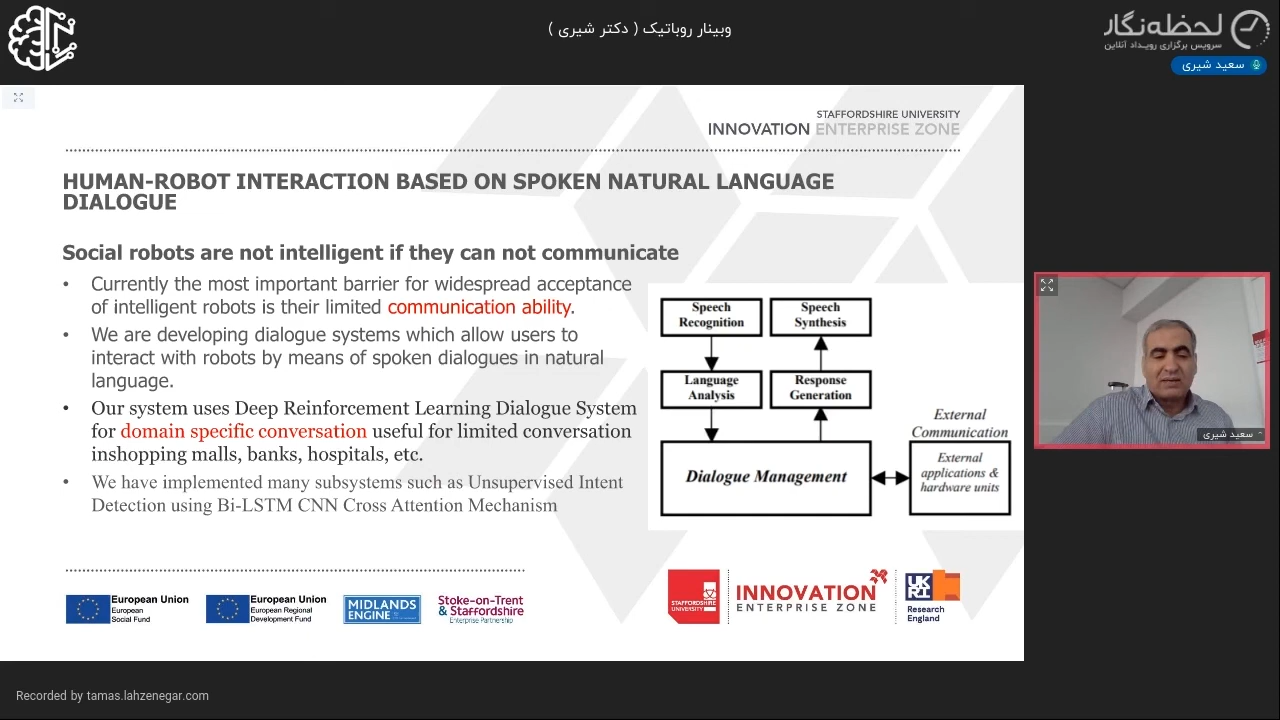 وبینار روباتیک ( دکتر شیری )
لحظه‌نگار
سرویس برگزاری رویداد آنلاین
سعید شیری
STAFFORDSHIRE UNIVERSITY
INNOVATION ENTERPRISE ZONE
HUMAN-ROBOT INTERACTION BASED ON SPOKEN NATURAL LANGUAGE
DIALOGUE
Social robots are not intelligent if they can not communicate
• Currently the most important barrier for widespread acceptance
of intelligent robots is their limited communication ability.
• We are developing dialogue systems which allow users to
interact with robots by means of spoken dialogues in natural
language.
• Our system uses Deep Reinforcement Learning Dialogue System
for domain specific conversation useful for limited conversation
inshopping malls, banks, hospitals, etc.
• We have implemented many subsystems such as Unsupervised Intent
Detection using Bi-LSTM CNN Cross Attention Mechanism
Speech
Recognition
Speech
Synthesis
Language
Analysis
Response
Generation
Dialogue Management
External
Communication
External
applications &
hardware units
سعید شیری
European Union
European
Social Fund
European Union
European Regional
Development Fund
MIDLANDS
ENGINE
Stoke-on-Trent
& Staffordshire
Enterprise Partnership
STAFFORDSHIRE
UNIVERSITY
INNOVATION
ENTERPRISE ZONE
UK
RI
Research
England
Recorded by tamas.lahzenegar.com